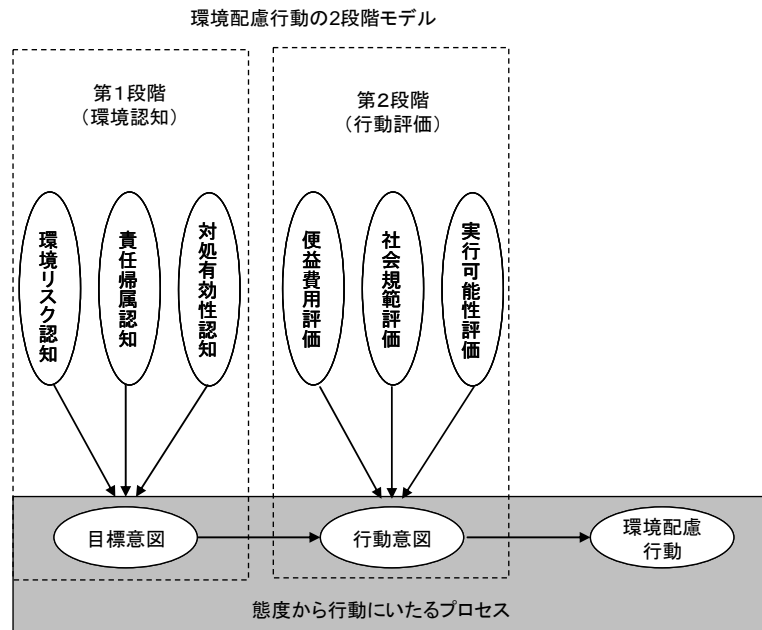 環境配慮行動の2段階モデル
第1段階
（環境認知）
第2段階
（行動評価）
環境リスク認知
責任帰属認知
対処有効性認知
便益費用評価
社会規範評価
実行可能性評価
目標意図
行動意図
環境配慮
行動
態度から行動にいたるプロセス